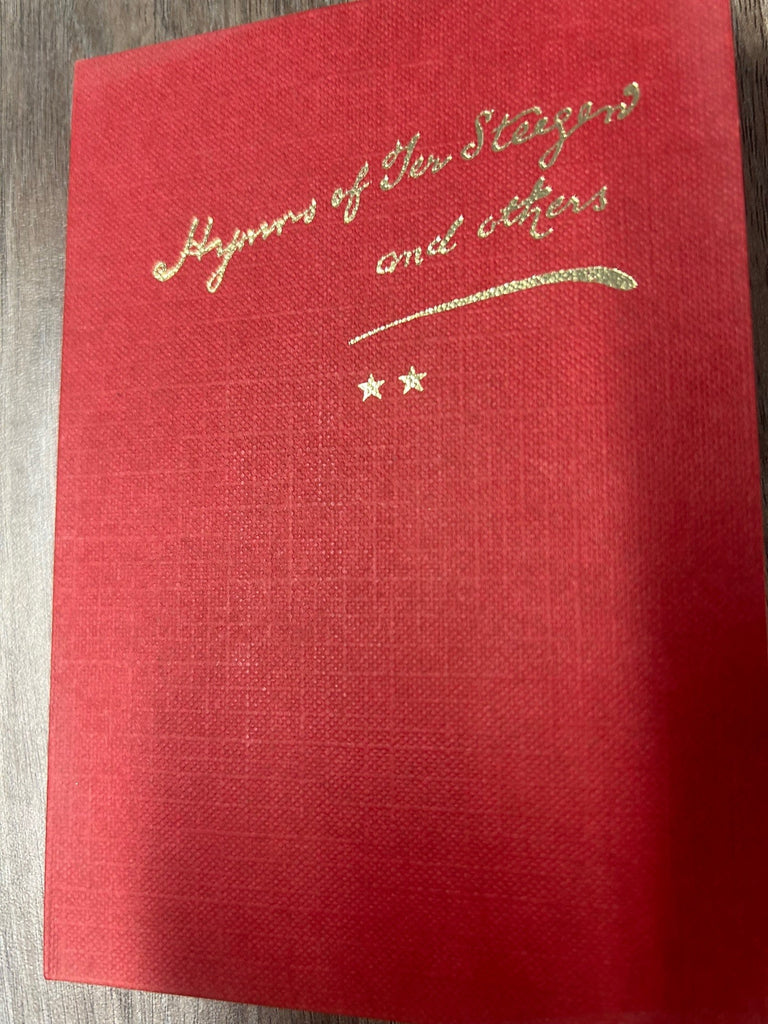 Hymns of Ter Steegen
and others